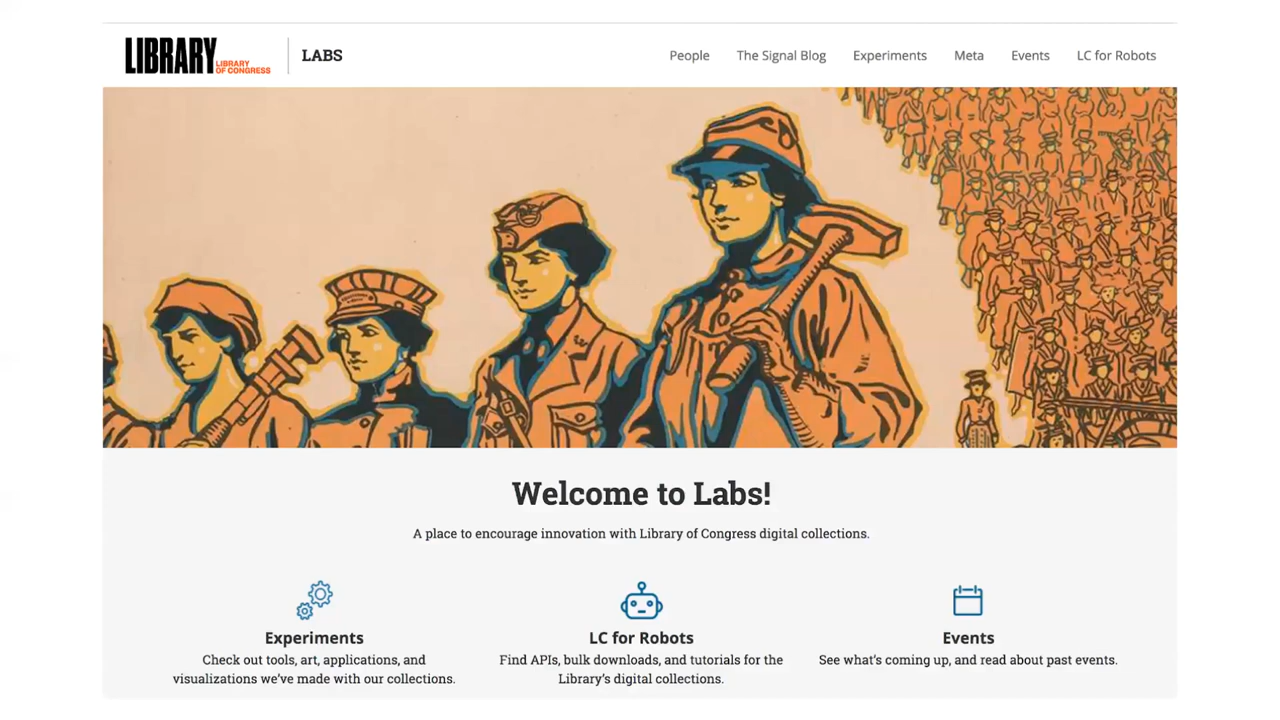 LIBRARY
LIBRARY
OF CONGRESS
LABS
People
The Signal Blog
Experiments
Meta
Events
LC for Robots
Welcome to Labs!
A place to encourage innovation with Library of Congress digital collections.
Experiments
Check out tools, art, applications, and
visualizations we've made with our collections.
LC for Robots
Find APIs, bulk downloads, and tutorials for the
Library's digital collections.
Events
See what's coming up, and read about past events.